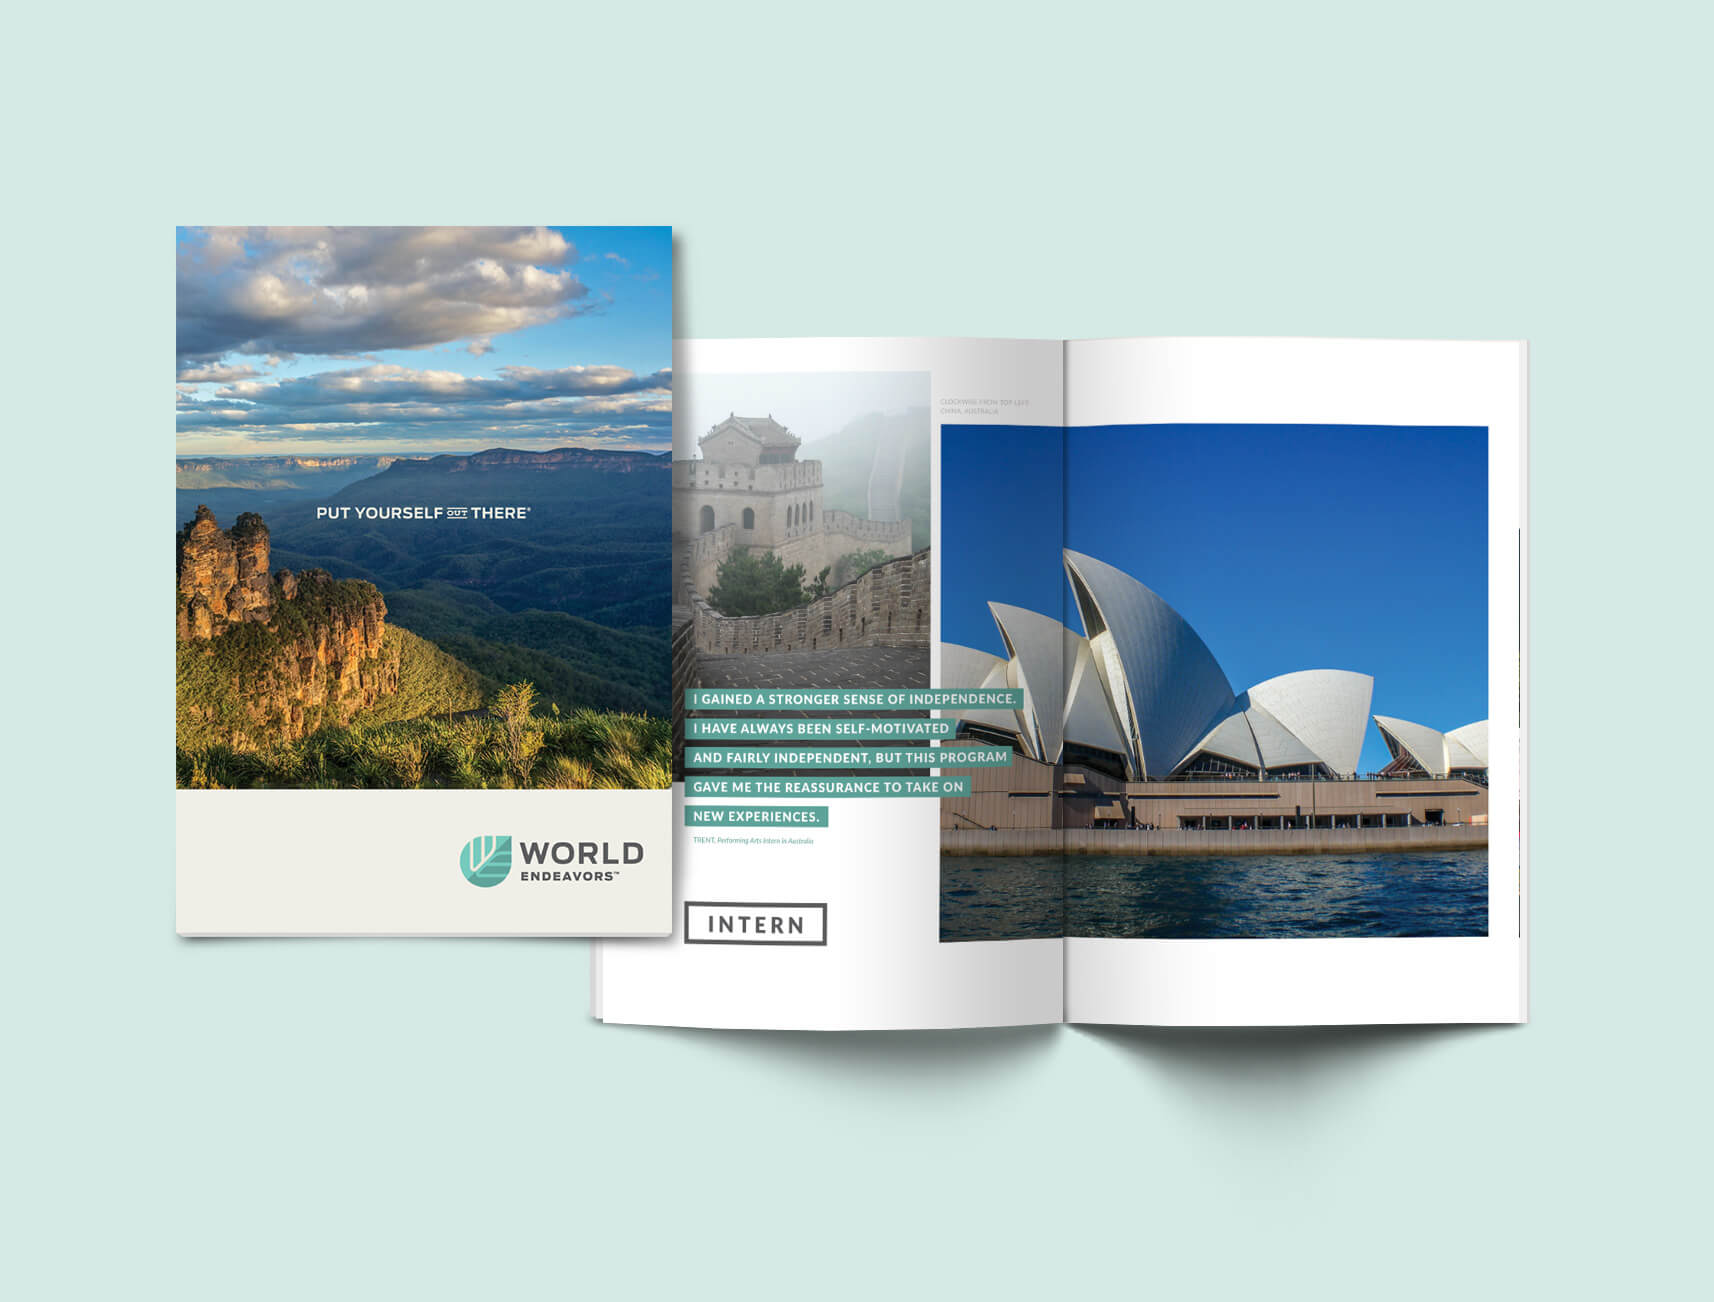 PUT YOURSELF OUT THERE®
WORLD
ENDEAVORS™
CLOCKWISE FROM TOP LEFT:
CHINA, AUSTRALIA
I GAINED A STRONGER SENSE OF INDEPENDENCE.
I HAVE ALWAYS BEEN SELF-MOTIVATED
AND FAIRLY INDEPENDENT, BUT THIS PROGRAM
GAVE ME THE REASSURANCE TO TAKE ON
NEW EXPERIENCES.
TRENT, Performing Arts Intern in Australia
INTERN